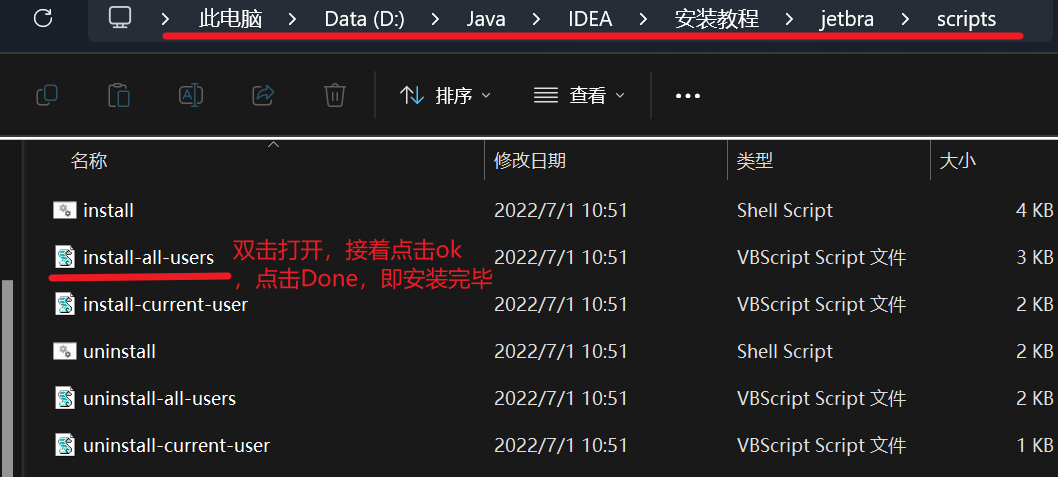 此电脑 > Data (D:) > Java > IDEA > 安装教程 > jetbra > scripts
排序 查看
名称 修改日期 类型 大小
install 2022/7/1 10:51 Shell Script 4 KB
install-all-users 2022/7/1 10:51 VBScript Script 文件 3 KB
双击打开，接着点击ok
，点击Done，即安装完毕
install-current-user 2022/7/1 10:51 VBScript Script 文件 2 KB
uninstall 2022/7/1 10:51 Shell Script 2 KB
uninstall-all-users 2022/7/1 10:51 VBScript Script 文件 2 KB
uninstall-current-user 2022/7/1 10:51 VBScript Script 文件 1 KB